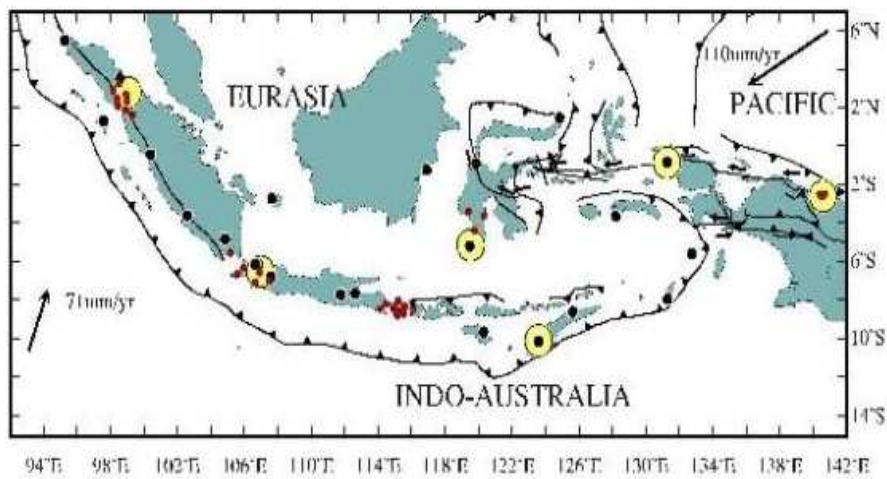 6°N
110mm/yr
EURASIA
PACIFIC
2°N
2°S
6°S
71mm/yr
10°S
INDO-AUSTRALIA
14°S
94°E 98°E 102°E 106°E 110°E 114°E 118°E 122°E 126°E 130°E 134°E 138°E 142°E